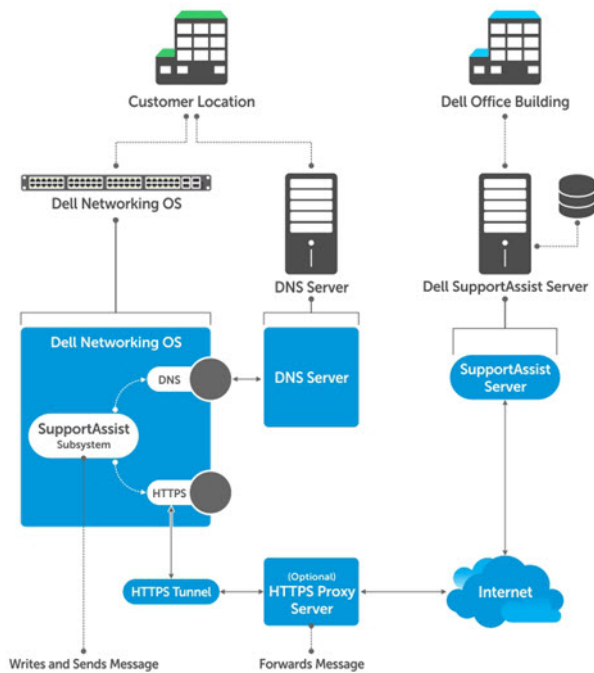 Customer Location
Dell Office Building
Dell Networking OS
DNS Server
Dell SupportAssist Server
Dell Networking OS
DNS
DNS Server
SupportAssist
Server
SupportAssist
Subsystem
HTTPS
HTTPS Tunnel
(Optional)
HTTPS Proxy
Server
Internet
Writes and Sends Message
Forwards Message